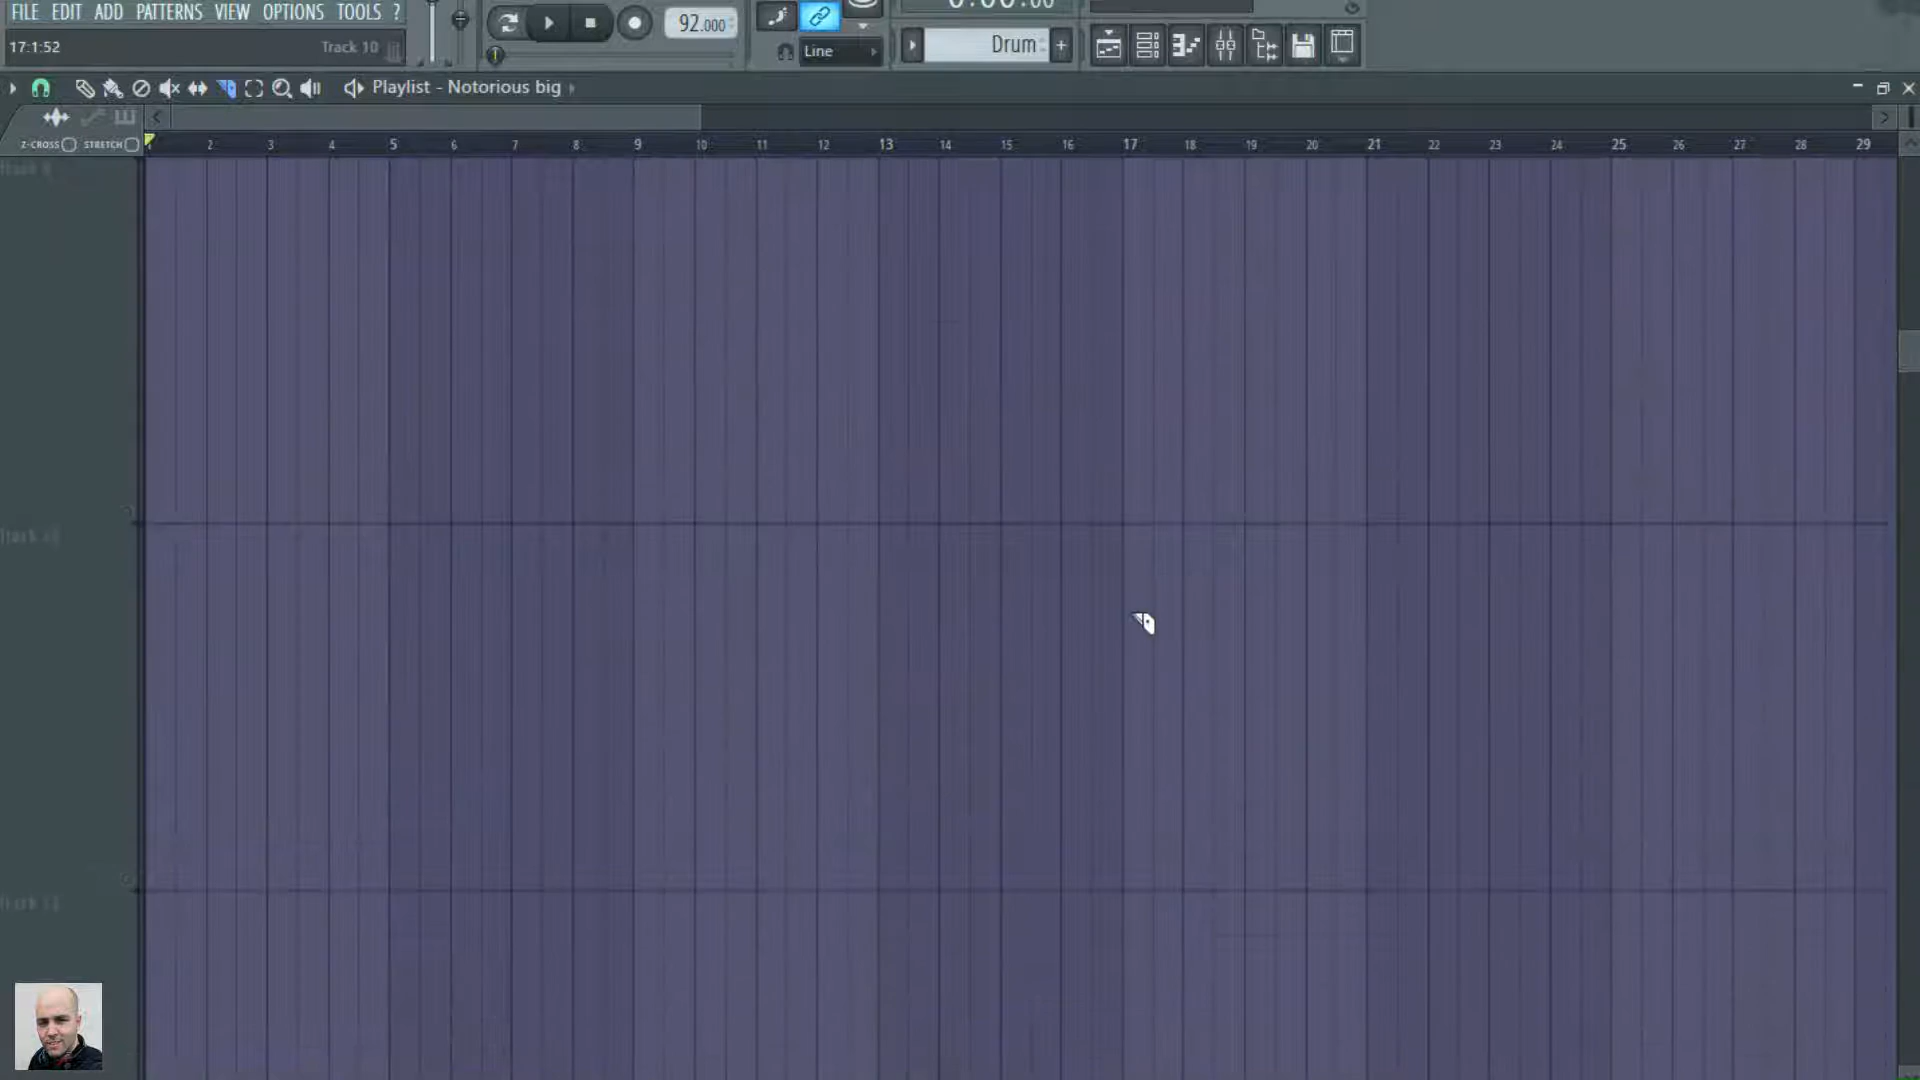 FILE EDIT ADD PATTERNS VIEW OPTIONS TOOLS ?
17:1:52 Track 10
92.000
Line
Drum
Playlist - Notorious big
Z-CROSS STRETCH
1 2 3 4 5 6 7 8 9 10 11 12 13 14 15 16 17 18 19 20 21 22 23 24 25 26 27 28 29